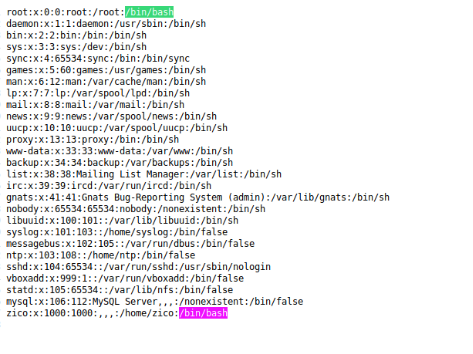 root:x:0:0:root:/root:/bin/bash
daemon:x:1:1:daemon:/usr/sbin:/bin/sh
bin:x:2:2:bin:/bin:/bin/sh
sys:x:3:3:sys:/dev:/bin/sh
sync:x:4:65534:sync:/bin:/bin/sync
games:x:5:60:games:/usr/games:/bin/sh
man:x:6:12:man:/var/cache/man:/bin/sh
lp:x:7:7:lp:/var/spool/lpd:/bin/sh
mail:x:8:8:mail:/var/mail:/bin/sh
news:x:9:9:news:/var/spool/news:/bin/sh
uucp:x:10:10:uucp:/var/spool/uucp:/bin/sh
proxy:x:13:13:proxy:/bin:/bin/sh
www-data:x:33:33:www-data:/var/www:/bin/sh
backup:x:34:34:backup:/var/backups:/bin/sh
list:x:38:38:Mailing List Manager:/var/list:/bin/sh
irc:x:39:39:ircd:/var/run/ircd:/bin/sh
gnats:x:41:41:Gnats Bug-Reporting System (admin):/var/lib/gnats:/bin/sh
nobody:x:65534:65534:nobody:/nonexistent:/bin/sh
libuuid:x:100:101::/var/lib/libuuid:/bin/sh
syslog:x:101:103::/home/syslog:/bin/false
messagebus:x:102:105::/var/run/dbus:/bin/false
ntp:x:103:108::/home/ntp:/bin/false
sshd:x:104:65534::/var/run/sshd:/usr/sbin/nologin
vboxadd:x:999:1::/var/run/vboxadd:/bin/false
statd:x:105:65534::/var/lib/nfs:/bin/false
mysql:x:106:112:MySQL Server,,,:/nonexistent:/bin/false
zico:x:1000:1000:,,,:/home/zico:/bin/bash